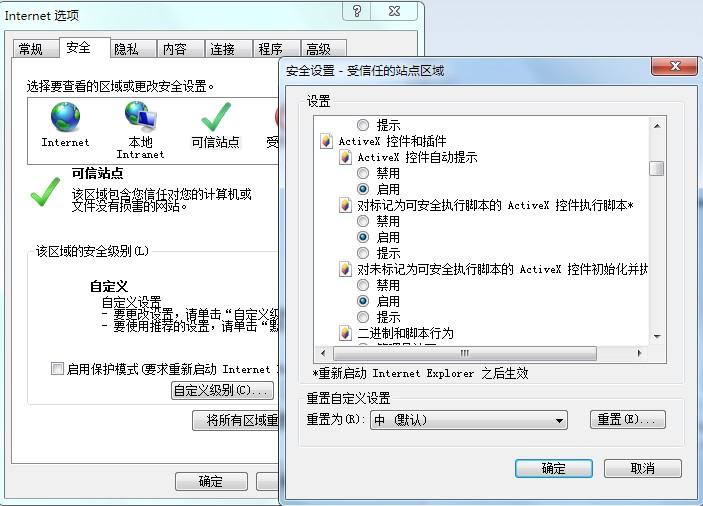 Internet 选项
常规
安全
隐私
内容
连接
程序
高级
选择要查看的区域或更改安全设置。
Internet
本地
Intranet
可信站点
受
可信站点
该区域包含您信任对您的计算机或
文件没有损害的网站。
该区域的安全级别(L)
自定义
自定义设置
- 要更改设置,请单击“自定义级
- 要使用推荐的设置,请单击“默
启用保护模式(要求重新启动 Internet
自定义级别(C)...
将所有区域重
确定
安全设置 - 受信任的站点区域
设置
提示
ActiveX 控件和插件
ActiveX 控件自动提示
禁用
启用
对标记为可安全执行脚本的 ActiveX 控件执行脚本*
禁用
启用
提示
对未标记为可安全执行脚本的 ActiveX 控件初始化并执
禁用
启用
提示
二进制和脚本行为
*重新启动 Internet Explorer 之后生效
重置自定义设置
重置为(R):
中 (默认)
重置(E)...
确定
取消